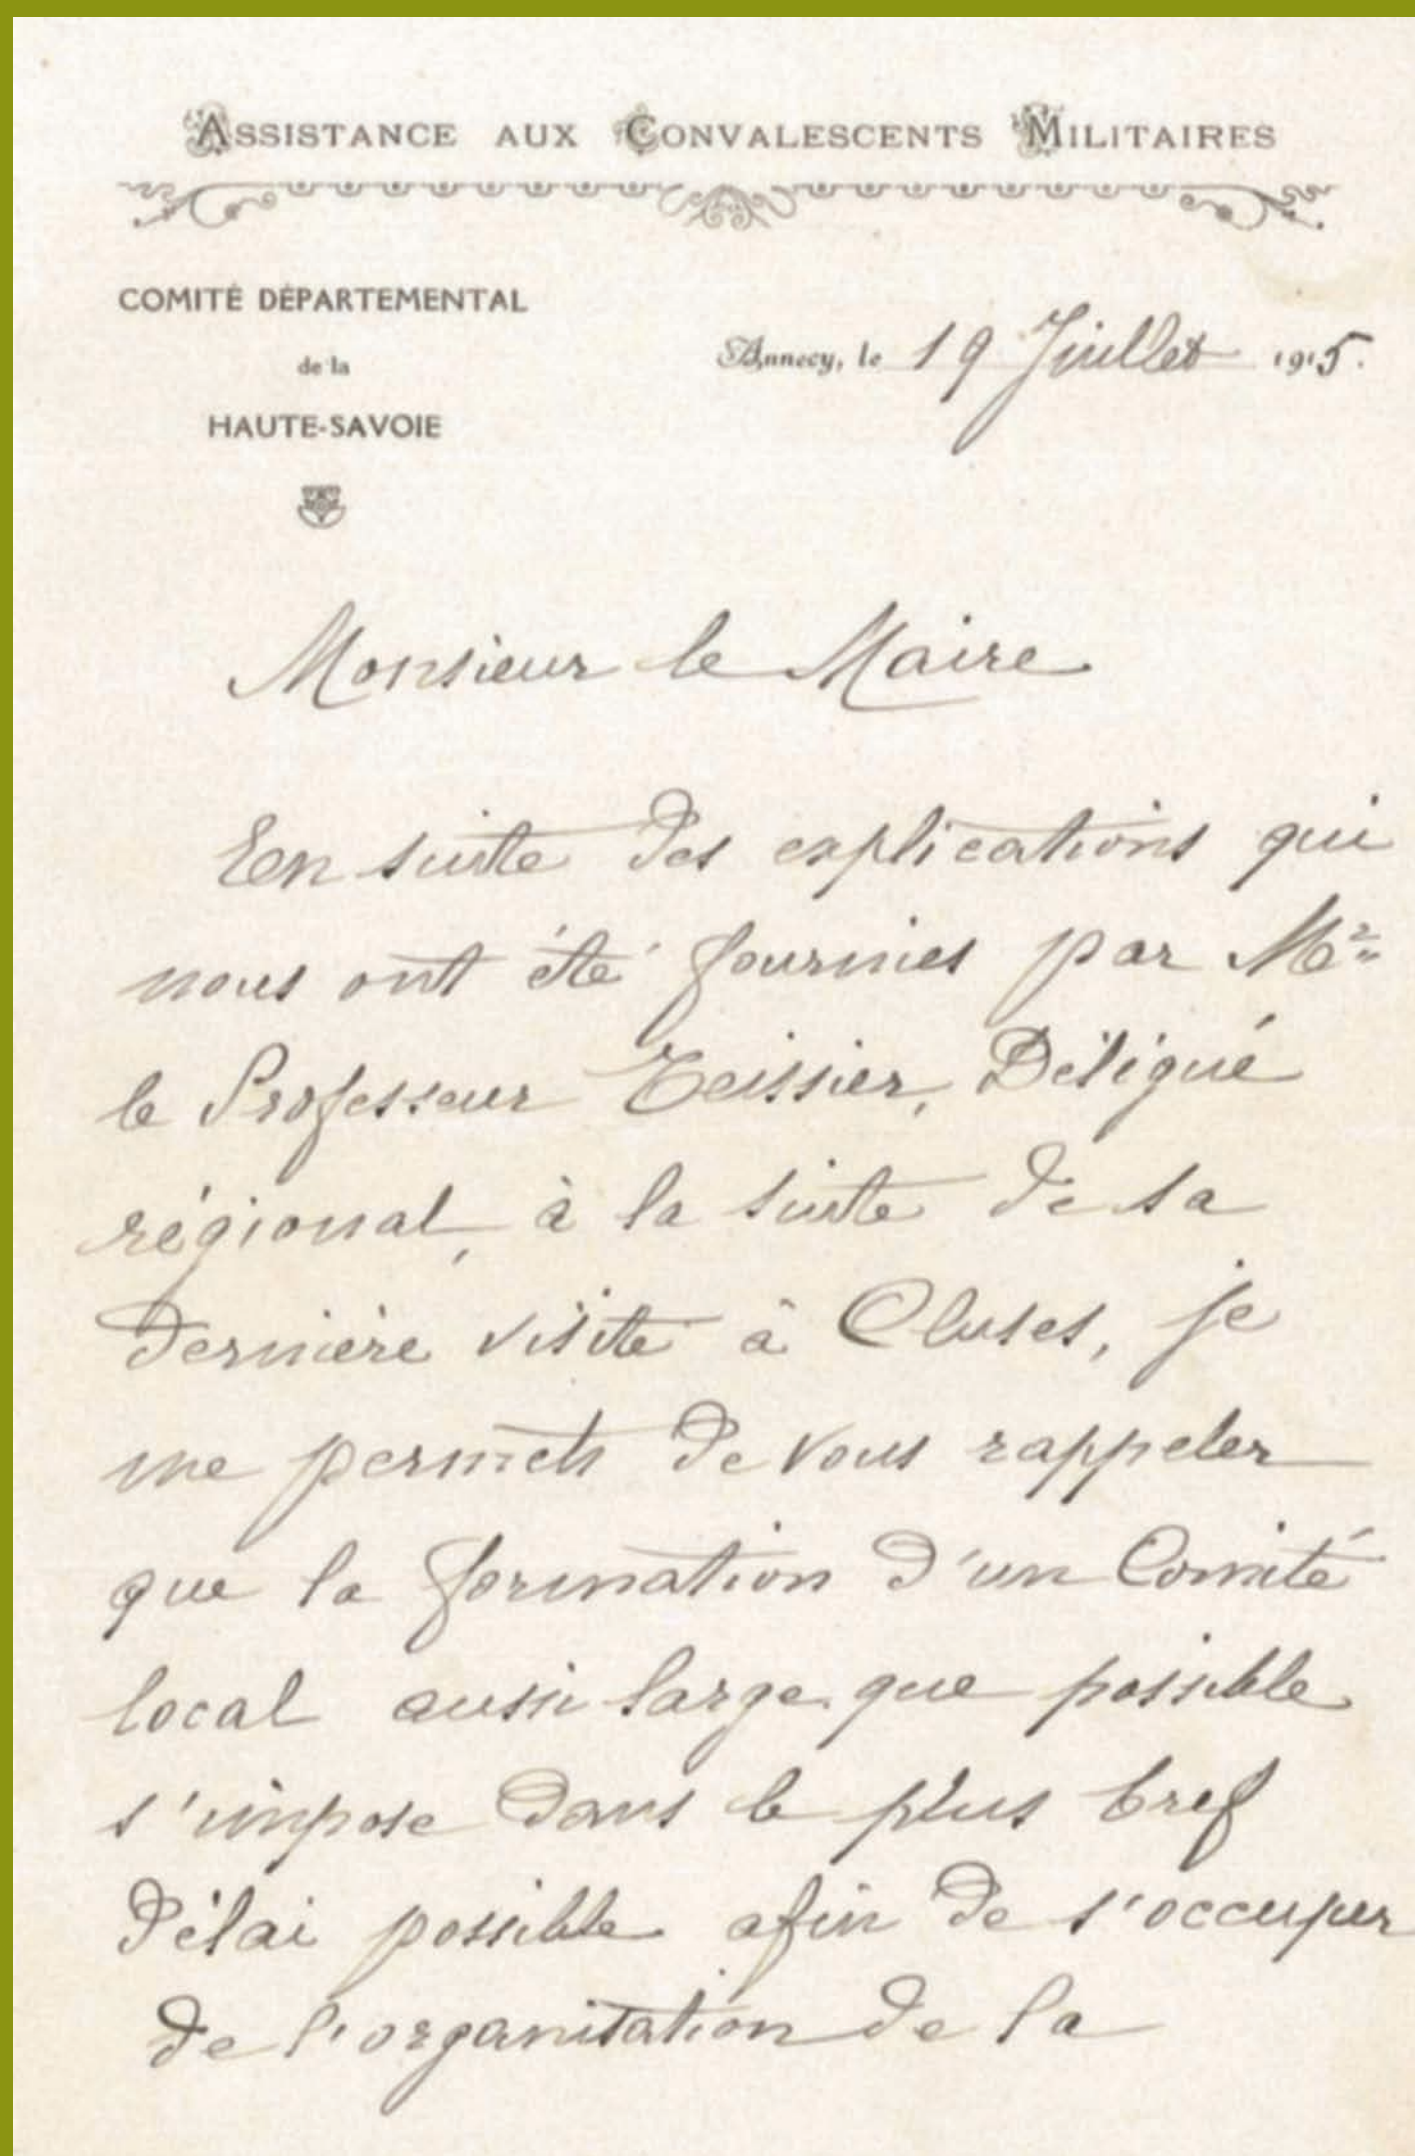 ASSISTANCE AUX CONVALESCENTS MILITAIRES
COMITÉ DÉPARTEMENTAL
de la
HAUTE-SAVOIE
Annecy, le 19 Juillet 1915.
Monsieur le Maire
En suite des explications qui
nous ont été fournies par Mr
le Professeur Teissier, Délégué
régional, à la suite de sa
dernière visite à Cluses, je
me permets de vous rappeler
que la formation d'un Comité
local aussi large que possible
s'impose dans le plus bref
délai possible afin de s'occuper
de l'organisation de la